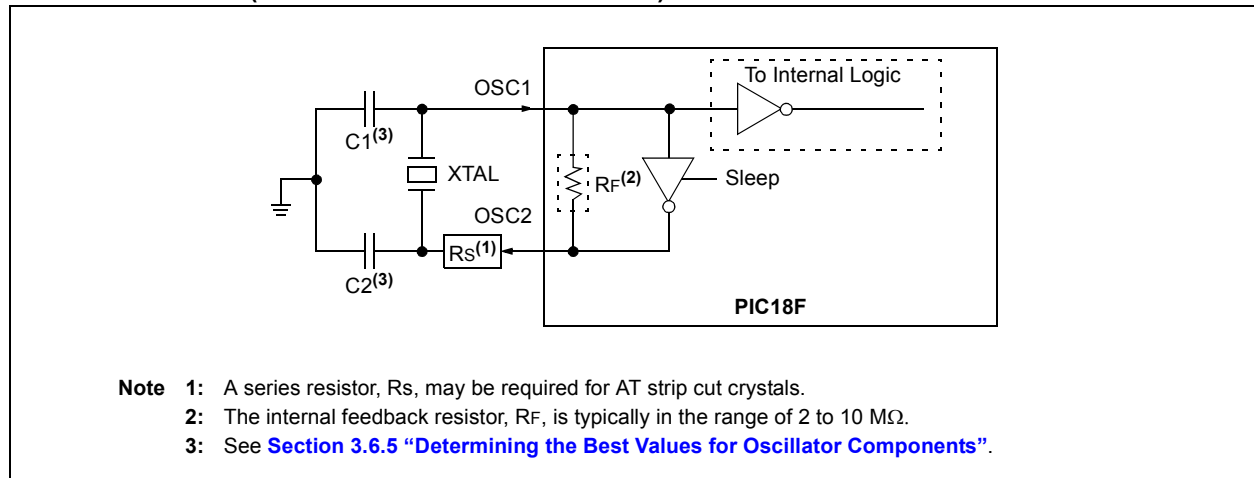 To Internal Logic
OSC1
C1(3)
XTAL
RF(2)
Sleep
OSC2
RS(1)
C2(3)
PIC18F
Note 1: A series resistor, Rs, may be required for AT strip cut crystals.
2: The internal feedback resistor, RF, is typically in the range of 2 to 10 MΩ.
3: See Section 3.6.5 “Determining the Best Values for Oscillator Components”.